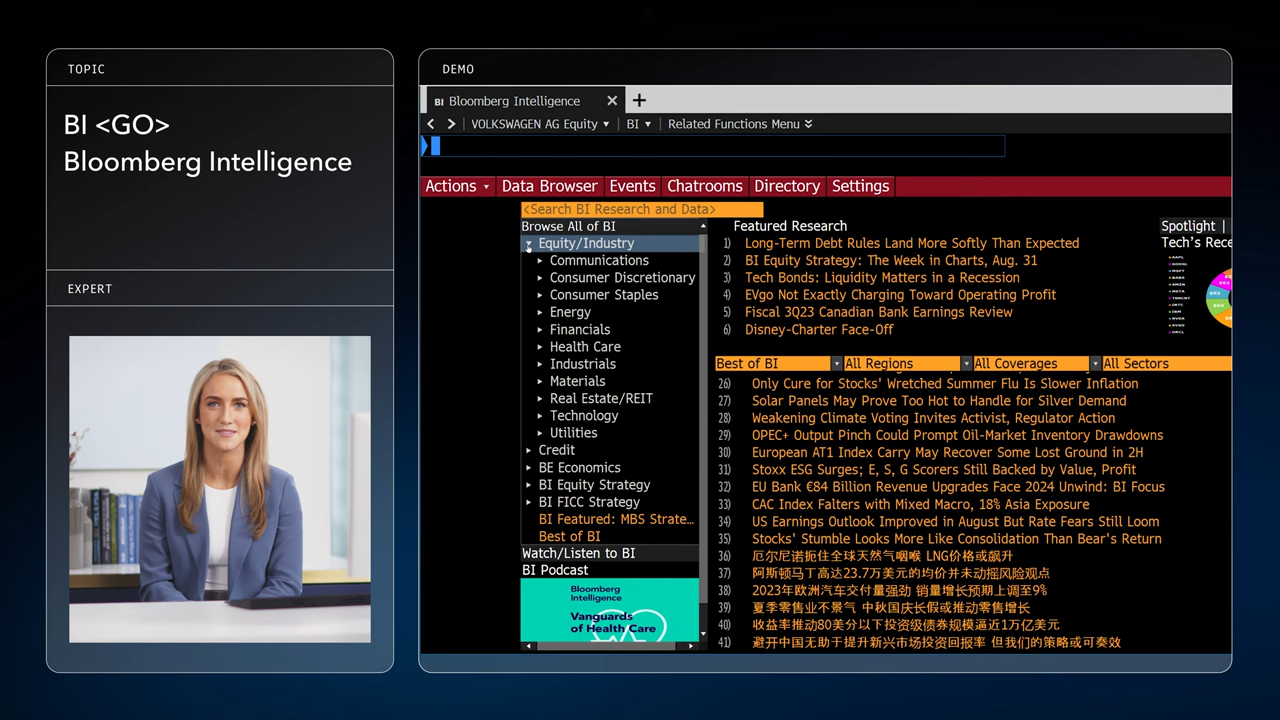 TOPIC
BI <GO>
Bloomberg Intelligence
EXPERT
DEMO
BI Bloomberg Intelligence
VOLKSWAGEN AG Equity
BI
Related Functions Menu
Actions
Data Browser
Events
Chatrooms
Directory
Settings
<Search BI Research and Data>
Browse All of BI
Equity/Industry
Communications
Consumer Discretionary
Consumer Staples
Energy
Financials
Health Care
Industrials
Materials
Real Estate/REIT
Technology
Utilities
Credit
BE Economics
BI Equity Strategy
BI FICC Strategy
BI Featured: MBS Strate…
Best of BI
Watch/Listen to BI
BI Podcast
Bloomberg
Intelligence
Vanguards
of Health Care
Featured Research
1) Long-Term Debt Rules Land More Softly Than Expected
2) BI Equity Strategy: The Week in Charts, Aug. 31
3) Tech Bonds: Liquidity Matters in a Recession
4) EVgo Not Exactly Charging Toward Operating Profit
5) Fiscal 3Q23 Canadian Bank Earnings Review
6) Disney-Charter Face-Off
Spotlight |
Tech's Rece
Best of BI
All Regions
All Coverages
All Sectors
26) Only Cure for Stocks' Wretched Summer Flu Is Slower Inflation
27) Solar Panels May Prove Too Hot to Handle for Silver Demand
28) Weakening Climate Voting Invites Activist, Regulator Action
29) OPEC+ Output Pinch Could Prompt Oil-Market Inventory Drawdowns
30) European AT1 Index Carry May Recover Some Lost Ground in 2H
31) Stoxx ESG Surges; E, S, G Scorers Still Backed by Value, Profit
32) EU Bank €84 Billion Revenue Upgrades Face 2024 Unwind: BI Focus
33) CAC Index Falters with Mixed Macro, 18% Asia Exposure
34) US Earnings Outlook Improved in August But Rate Fears Still Loom
35) Stocks' Stumble Looks More Like Consolidation Than Bear's Return
36) 厄尔尼诺扼住全球天然气咽喉 LNG价格或飙升
37) 阿斯顿马丁高达23.7万美元的均价并未动摇风险观点
38) 2023年欧洲汽车交付量强劲 销量增长预期上调至9%
39) 夏季零售业不景气 中秋国庆长假或推动零售增长
40) 收益率推动80美分以下投资级债券规模逼近1万亿美元
41) 避开中国无助于提升新兴市场投资回报率 但我们的策略或可奏效